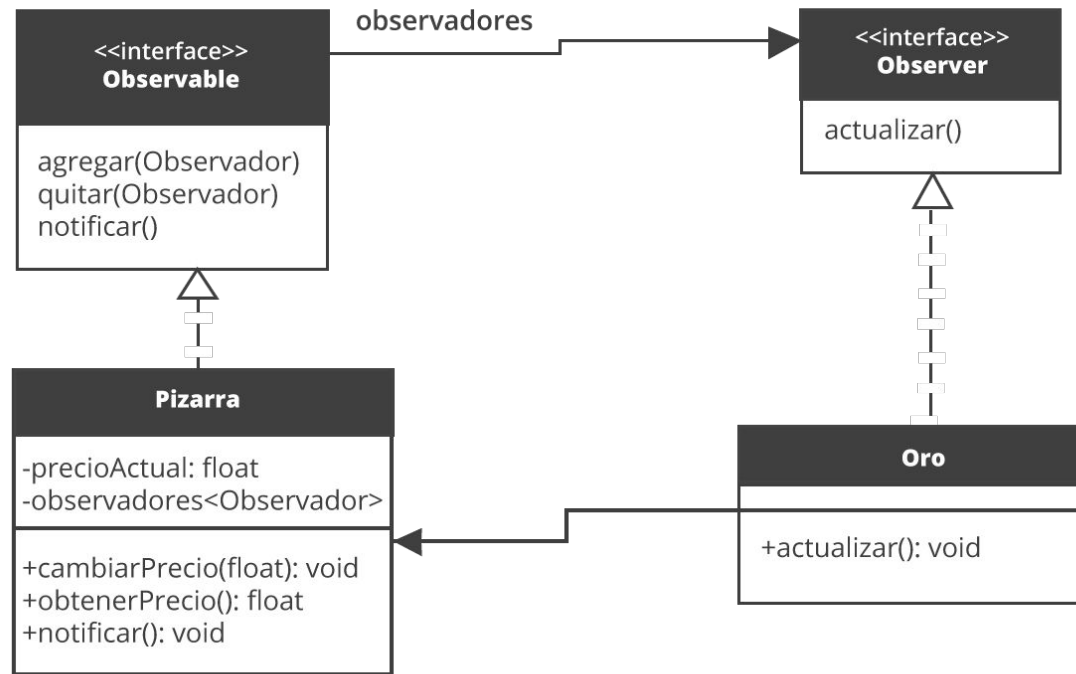 observadores
<<interface>>
Observable
agregar(Observador)
quitar(Observador)
notificar()
<<interface>>
Observer
actualizar()
Pizarra
-precioActual: float
-observadores<Observador>
+cambiarPrecio(float): void
+obtenerPrecio(): float
+notificar(): void
Oro
+actualizar(): void